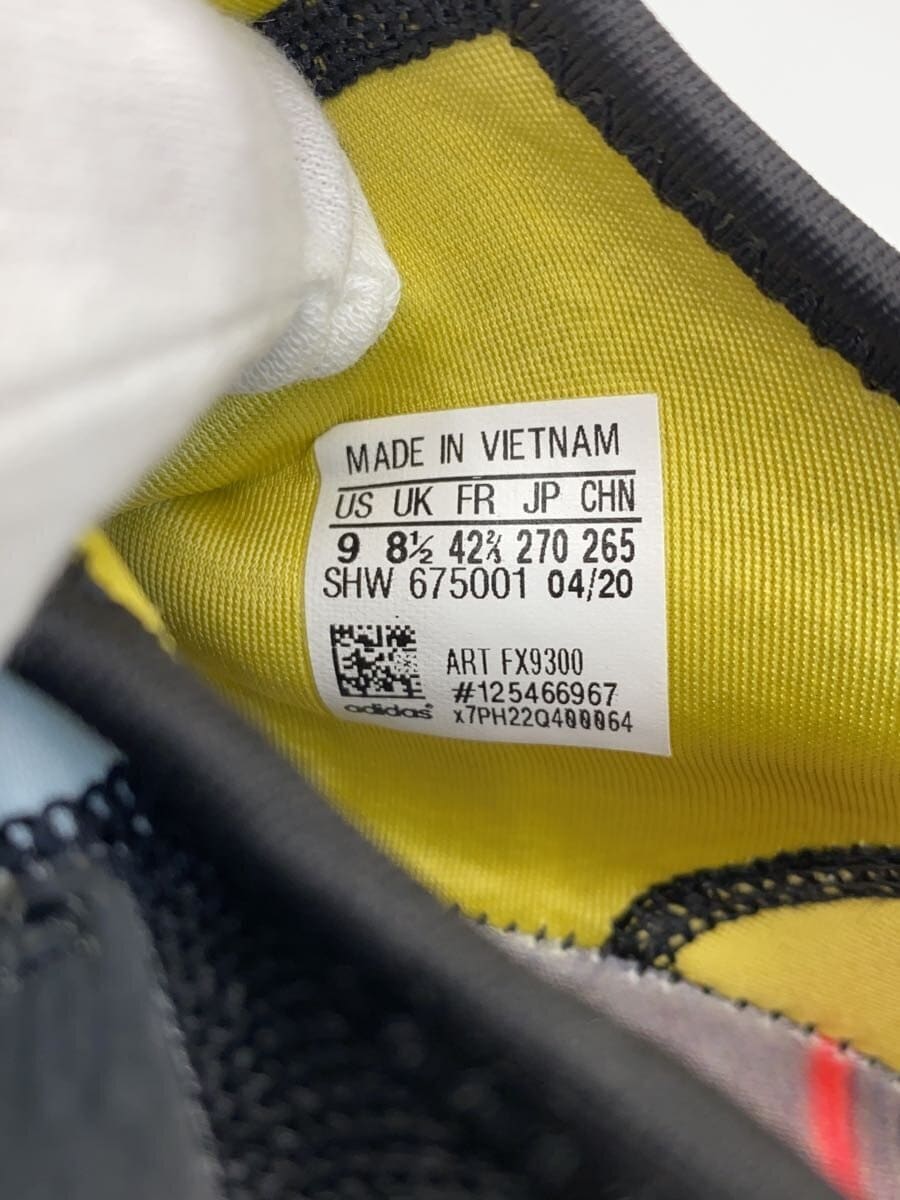 MADE IN VIETNAM
US UK FR JP CHN
9 8½ 42⅔ 270 265
SHW 675001 04/20
ART FX9300
#125466967
adidas x7PH22Q400064